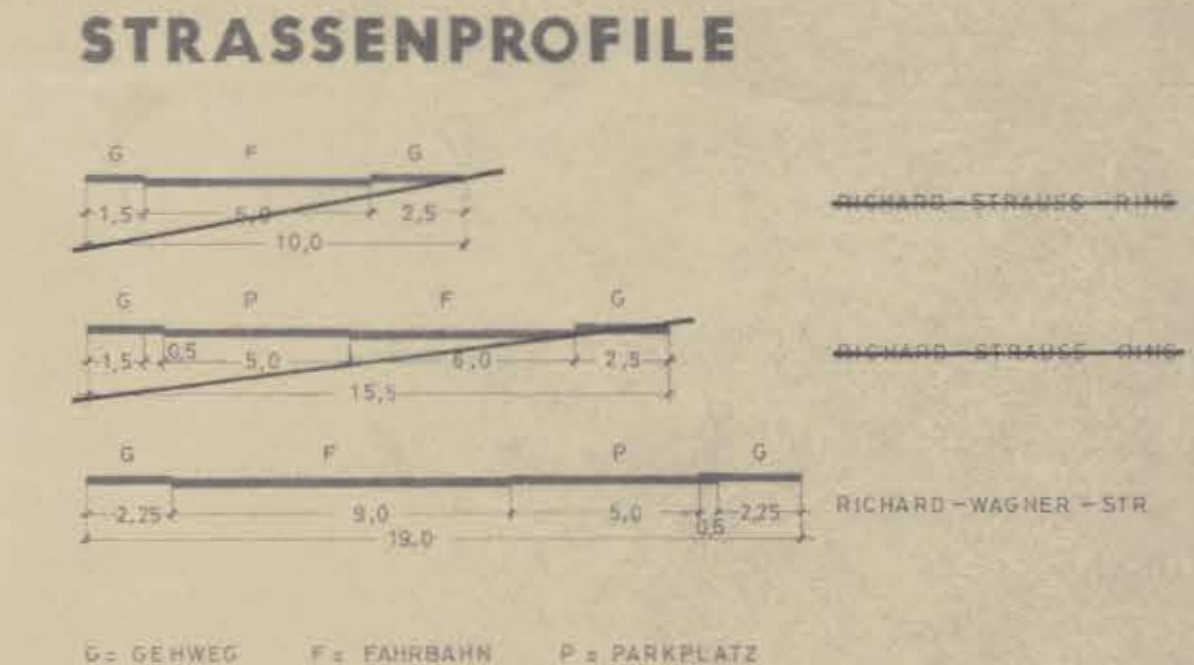 STRASSENPROFILE
G F G
1,5 6,0 2,5
10,0
RICHARD-STRAUSS-RING
G P F G
1,5 0,5 5,0 6,0 2,5
15,5
RICHARD-STRAUSS-RING
G F P G
2,25 9,0 5,0 0,5 2,25
19,0
RICHARD-WAGNER-STR
G= GEHWEG F= FAHRBAHN P= PARKPLATZ